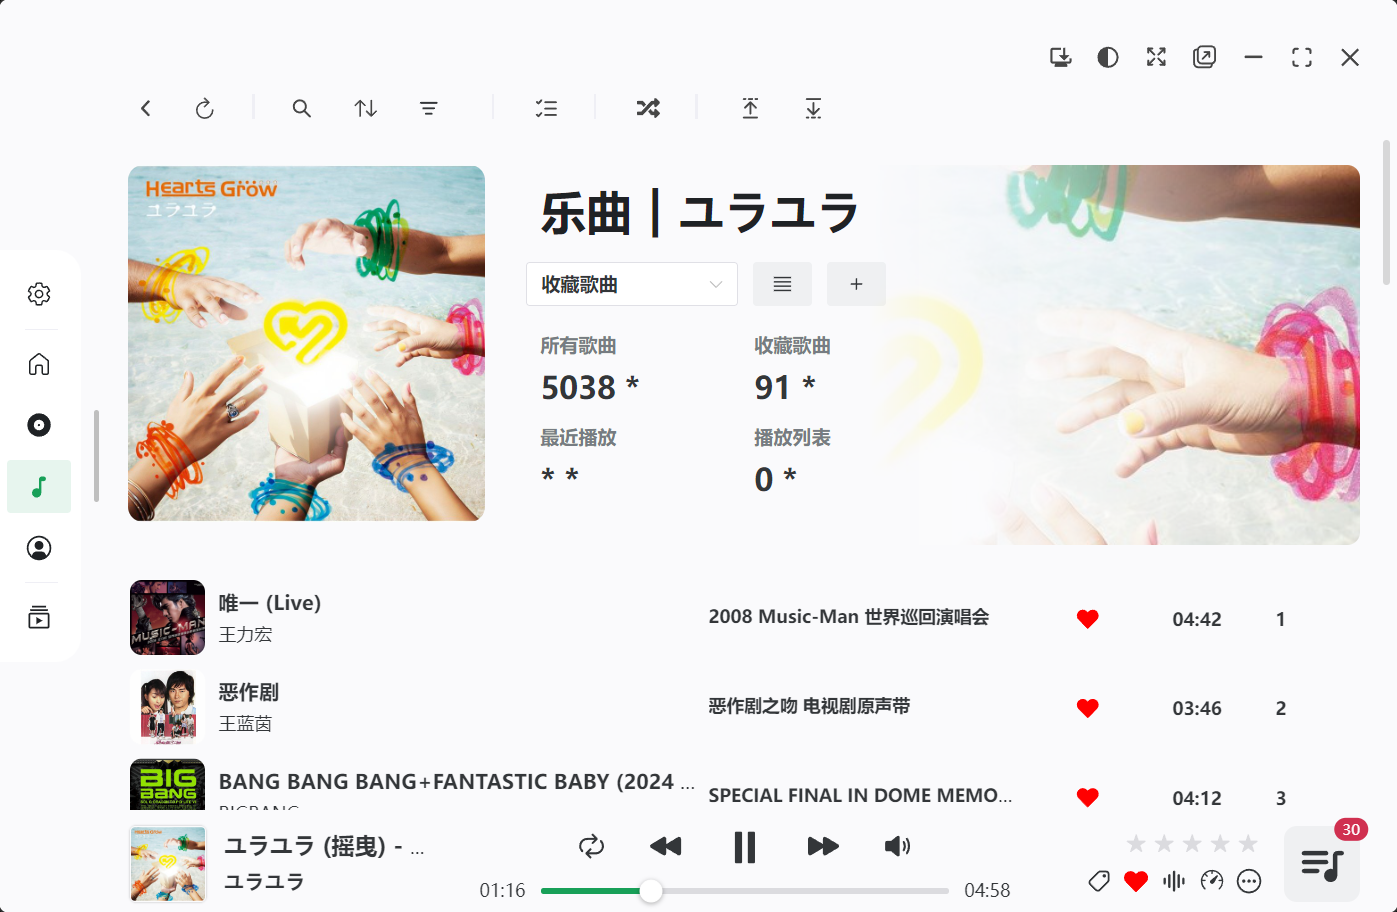 Hearts Grow
ユラユラ
乐曲 | ユラユラ
收藏歌曲
所有歌曲
收藏歌曲
5038 *
91 *
最近播放
播放列表
* *
0 *
MUSIC-MAN
唯一 (Live)
王力宏
2008 Music-Man 世界巡回演唱会
04:42
1
恶作剧
王蓝茵
恶作剧之吻 电视剧原声带
03:46
2
BIG
BANG
BANG BANG BANG+FANTASTIC BABY (2024 ...
BIGBANG
SPECIAL FINAL IN DOME MEMO...
04:12
3
ユラユラ (摇曳) - ...
ユラユラ
01:16
04:58
30